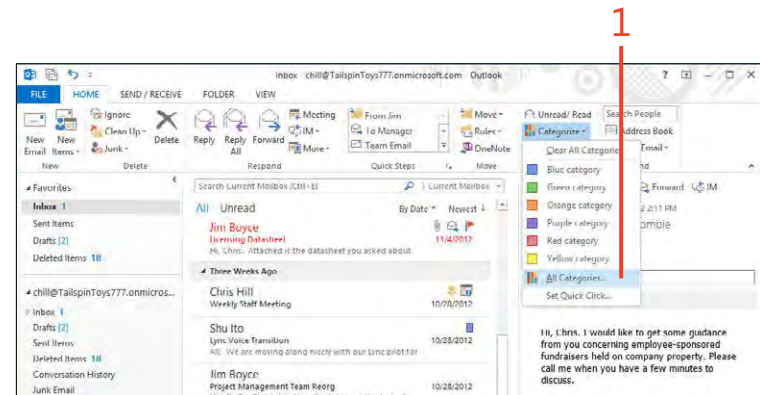 1
Inbox - chill@TailspinToys777.onmicrosoft.com - Outlook
FILE HOME SEND / RECEIVE FOLDER VIEW
New Email
New Items
Ignore
Clean Up
Junk
Delete
Reply
Reply All
Forward
Meeting
IM
More
From Jim
To Manager
Team Email
Move
Rules
OneNote
Unread/ Read
Categorize
Search People
Address Book
Email
New Delete Respond Quick Steps Move
Clear All Categories
Blue category
Green category
Orange category
Purple category
Red category
Yellow category
All Categories...
Set Quick Click...
Forward IM
2:11 PM
Favorites
Inbox 1
Sent Items
Drafts [2]
Deleted Items 18
chill@TailspinToys777.onmicros...
Inbox 1
Drafts [2]
Sent Items
Deleted Items 18
Conversation History
Junk Email
Search Current Mailbox (Ctrl+E) Current Mailbox
All Unread By Date Newest
Jim Boyce
Licensing Datasheet 11/4/2012
Hi, Chris. Attached is the datasheet you asked about.
Three Weeks Ago
Chris Hill
Weekly Staff Meeting 10/29/2012
Shu Ito
Lync Voice Transition 10/28/2012
All, We are moving along nicely with our Lync pilot for
Jim Boyce
Project Management Team Reorg 10/28/2012
Hi, Chris. I would like to get some guidance
from you concerning employee-sponsored
fundraisers held on company property. Please
call me when you have a few minutes to
discuss.